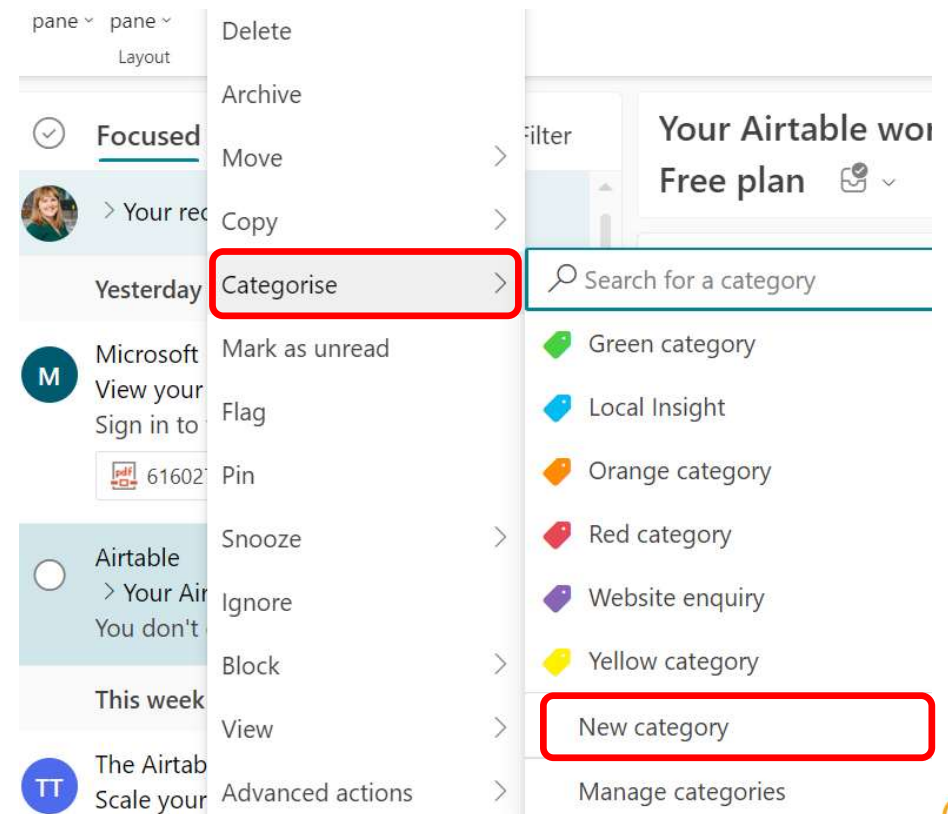 pane pane
Layout
Focused
Filter
Your rec
Yesterday
Microsoft
M
View your
Sign in to
pdf 61602
Airtable
Your Air
You don't
This week
The Airtab
TT
Scale your
Delete
Archive
Move
Copy
Categorise
Mark as unread
Flag
Pin
Snooze
Ignore
Block
View
Advanced actions
Search for a category
Green category
Local Insight
Orange category
Red category
Website enquiry
Yellow category
New category
Manage categories
Your Airtable wor
Free plan